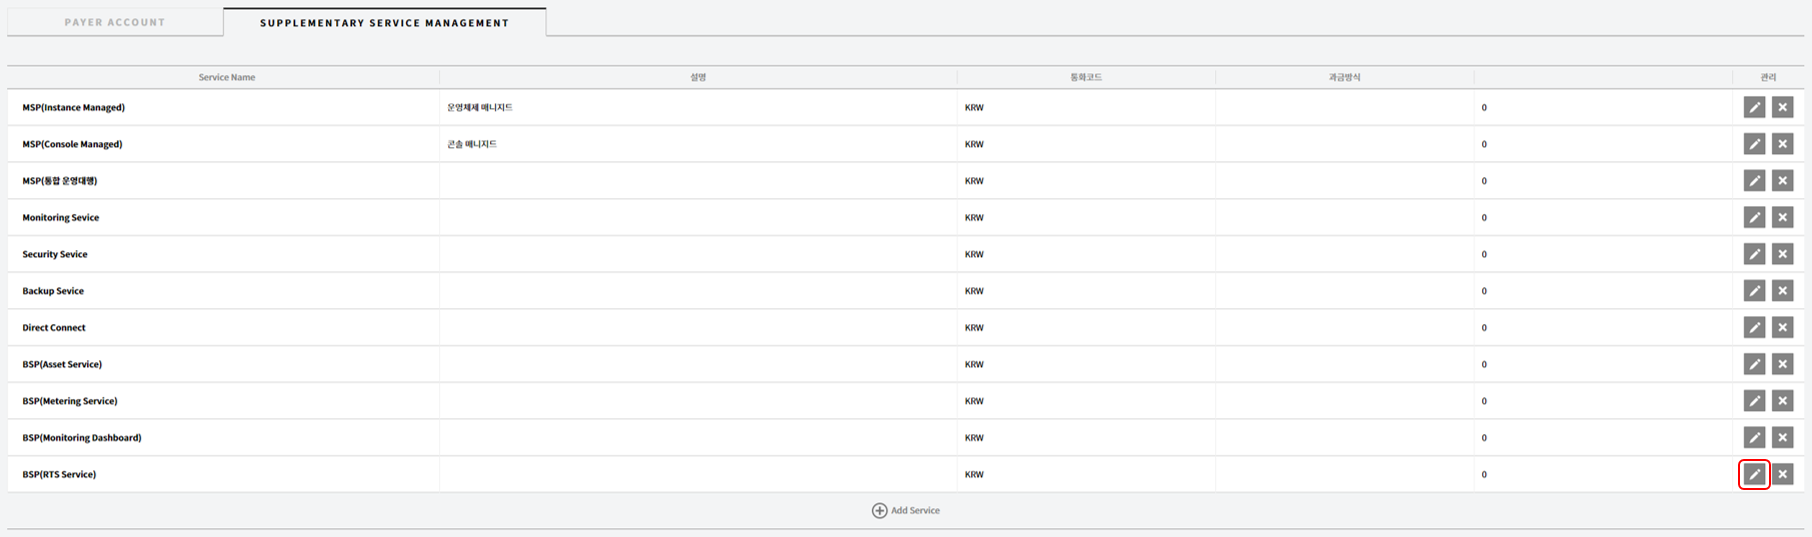 PAYER ACCOUNT SUPPLEMENTARY SERVICE MANAGEMENT
Service Name 설명 통화코드 과금방식 관리
MSP(Instance Managed) 운영체제 매니지드 KRW 0
MSP(Console Managed) 콘솔 매니지드 KRW 0
MSP(통합 운영대행) KRW 0
Monitoring Sevice KRW 0
Security Sevice KRW 0
Backup Sevice KRW 0
Direct Connect KRW 0
BSP(Asset Service) KRW 0
BSP(Metering Service) KRW 0
BSP(Monitoring Dashboard) KRW 0
BSP(RTS Service) KRW 0
Add Service